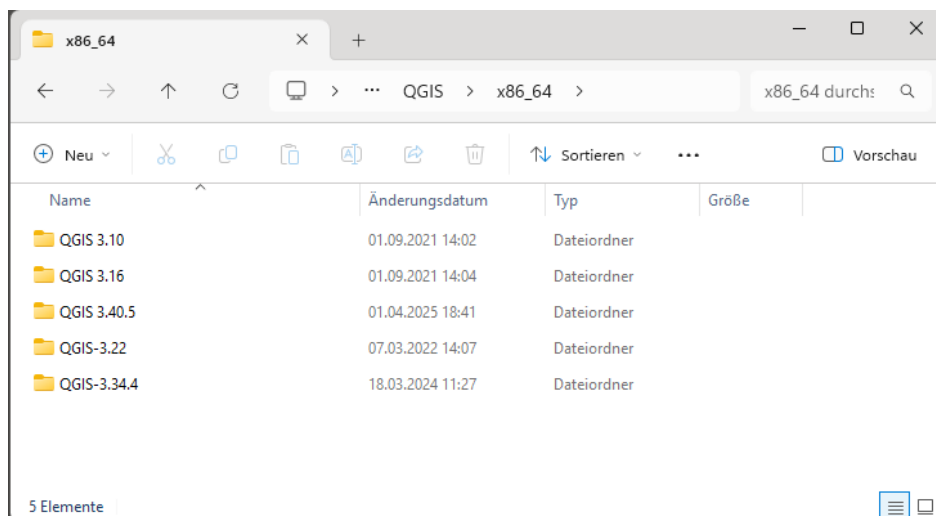 x86_64
QGIS > x86_64 >
x86_64 durchs
Neu
Sortieren
Vorschau
Name Änderungsdatum Typ Größe
QGIS 3.10 01.09.2021 14:02 Dateiordner
QGIS 3.16 01.09.2021 14:04 Dateiordner
QGIS 3.40.5 01.04.2025 18:41 Dateiordner
QGIS-3.22 07.03.2022 14:07 Dateiordner
QGIS-3.34.4 18.03.2024 11:27 Dateiordner
5 Elemente